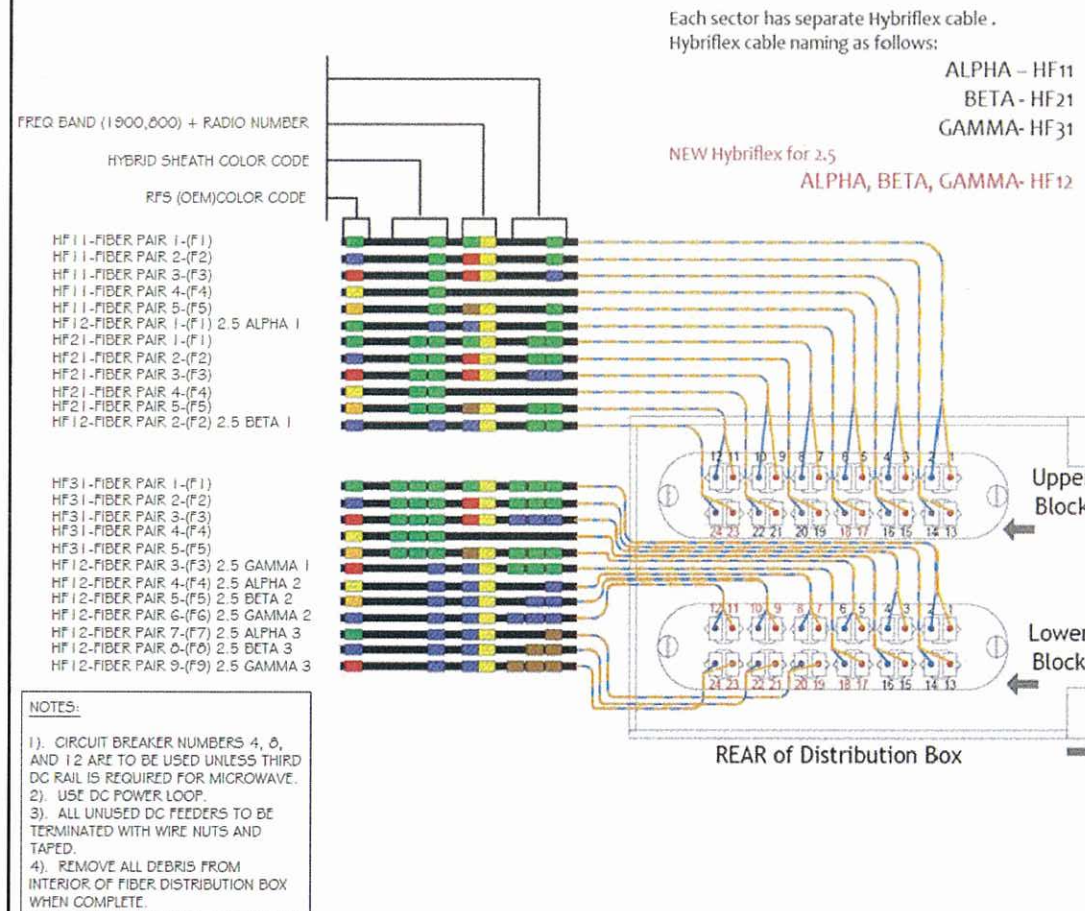 Each sector has separate Hybriflex cable .
Hybriflex cable naming as follows:
ALPHA – HF11
BETA - HF21
GAMMA- HF31
NEW Hybriflex for 2.5
ALPHA, BETA, GAMMA- HF12
FREQ BAND (1900,800) + RADIO NUMBER
HYBRID SHEATH COLOR CODE
RFS (OEM)COLOR CODE
HF11-FIBER PAIR 1-(F1)
HF11-FIBER PAIR 2-(F2)
HF11-FIBER PAIR 3-(F3)
HF11-FIBER PAIR 4-(F4)
HF11-FIBER PAIR 5-(F5)
HF12-FIBER PAIR 1-(F1) 2.5 ALPHA 1
HF21-FIBER PAIR 1-(F1)
HF21-FIBER PAIR 2-(F2)
HF21-FIBER PAIR 3-(F3)
HF21-FIBER PAIR 4-(F4)
HF21-FIBER PAIR 5-(F5)
HF12-FIBER PAIR 2-(F2) 2.5 BETA 1
12 11 10 9 8 7 6 5 4 3 2 1
24 23 22 21 20 19 18 17 16 15 14 13
Upper
Block
HF31-FIBER PAIR 1-(F1)
HF31-FIBER PAIR 2-(F2)
HF31-FIBER PAIR 3-(F3)
HF31-FIBER PAIR 4-(F4)
HF31-FIBER PAIR 5-(F5)
HF12-FIBER PAIR 3-(F3) 2.5 GAMMA 1
HF12-FIBER PAIR 4-(F4) 2.5 ALPHA 2
HF12-FIBER PAIR 5-(F5) 2.5 BETA 2
HF12-FIBER PAIR 6-(F6) 2.5 GAMMA 2
HF12-FIBER PAIR 7-(F7) 2.5 ALPHA 3
HF12-FIBER PAIR 8-(F8) 2.5 BETA 3
HF12-FIBER PAIR 9-(F9) 2.5 GAMMA 3
12 11 10 9 8 7 6 5 4 3 2 1
24 23 22 21 20 19 18 17 16 15 14 13
Lower
Block
REAR of Distribution Box
NOTES:
1). CIRCUIT BREAKER NUMBERS 4, 8,
AND 12 ARE TO BE USED UNLESS THIRD
DC RAIL IS REQUIRED FOR MICROWAVE.
2). USE DC POWER LOOP.
3). ALL UNUSED DC FEEDERS TO BE
TERMINATED WITH WIRE NUTS AND
TAPED.
4). REMOVE ALL DEBRIS FROM
INTERIOR OF FIBER DISTRIBUTION BOX
WHEN COMPLETE.